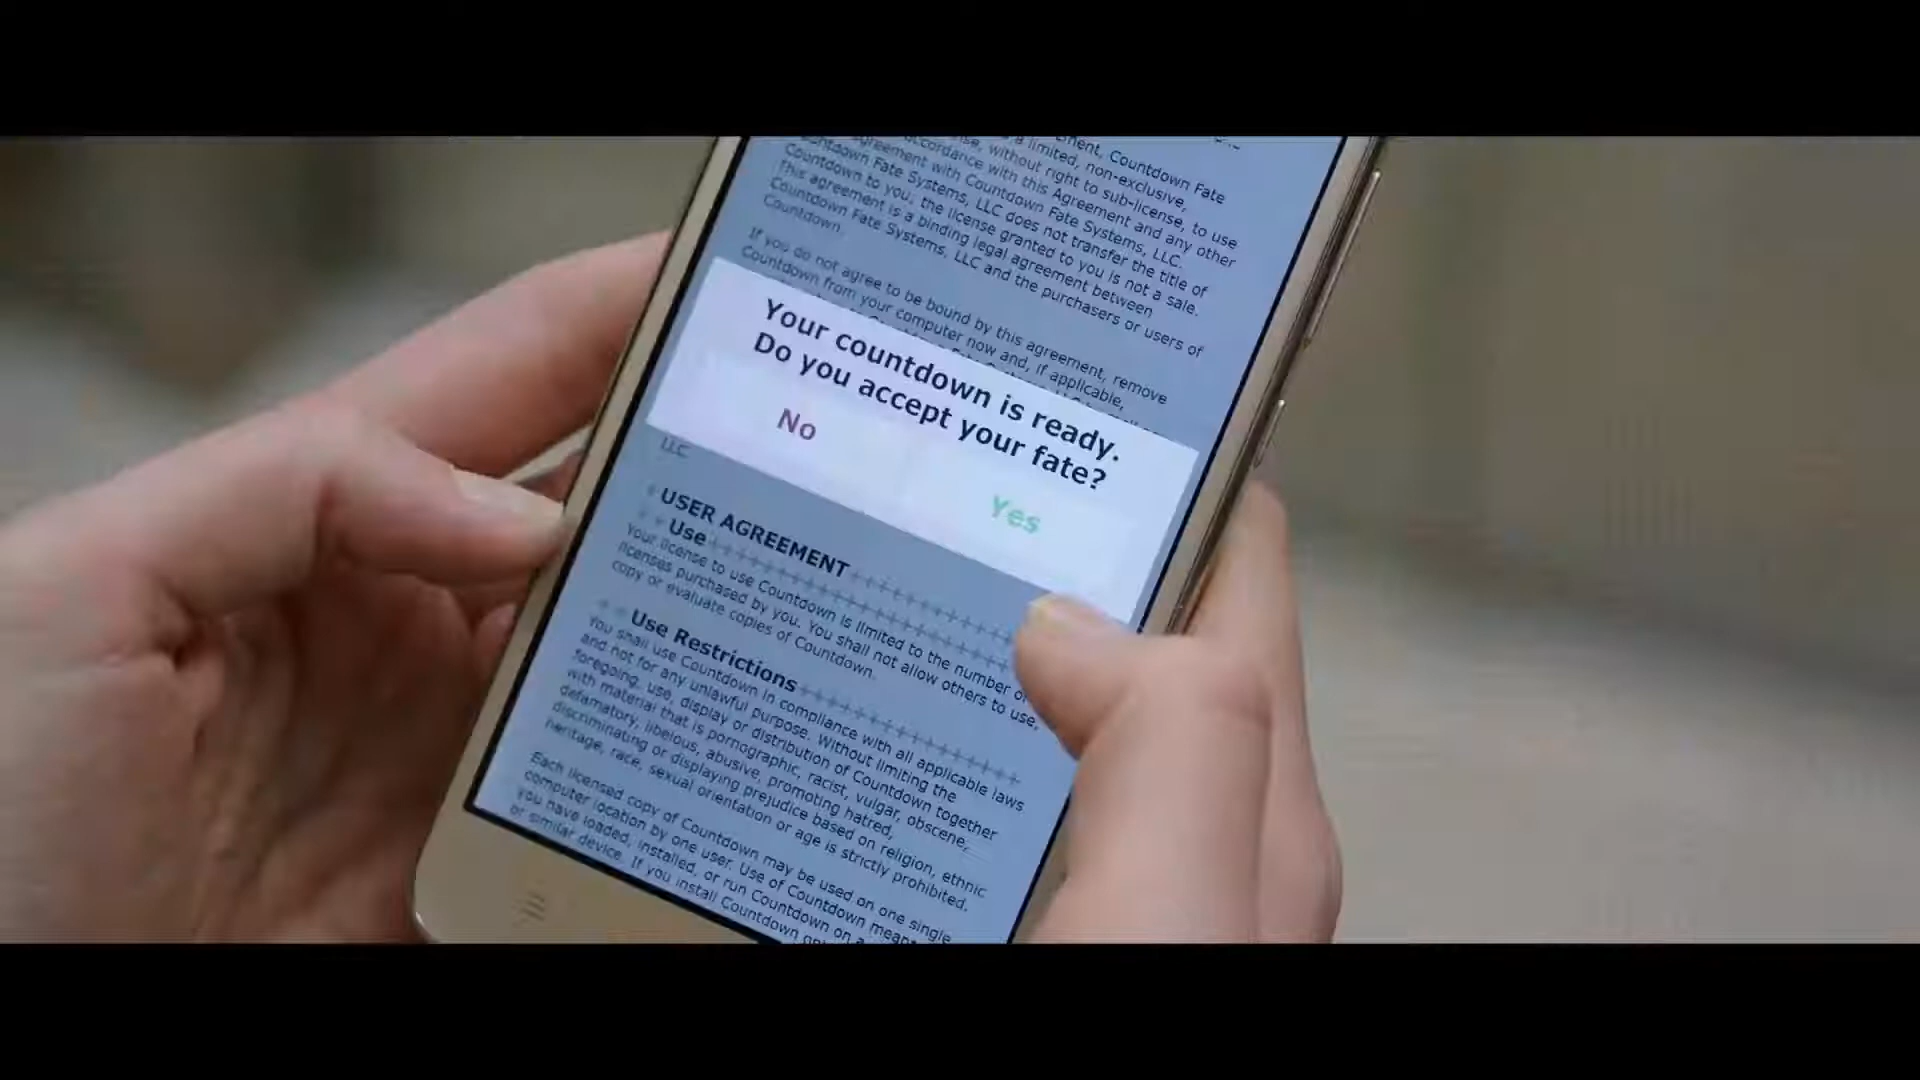 ment, Countdown Fate
a limited, non-exclusive,
without right to sub-license, to use
accordance with this Agreement and any other
agreement with Countdown Fate Systems, LLC.
Countdown Fate Systems, LLC does not transfer the title of
Countdown to you; the license granted to you is not a sale.
This agreement is a binding legal agreement between
Countdown Fate Systems, LLC and the purchasers or users of
Countdown.
If you do not agree to be bound by this agreement, remove
Countdown from your computer now and, if applicable,
Your countdown is ready.
Do you accept your fate?
No
Yes
LLC
USER AGREEMENT
Use
Your license to use Countdown is limited to the number of
licenses purchased by you. You shall not allow others to use,
copy or evaluate copies of Countdown.
Use Restrictions
You shall use Countdown in compliance with all applicable laws
and not for any unlawful purpose. Without limiting the
foregoing, use, display or distribution of Countdown together
with material that is pornographic, racist, vulgar, obscene,
defamatory, libelous, abusive, promoting hatred,
discriminating or displaying prejudice based on religion, ethnic
heritage, race, sexual orientation or age is strictly prohibited.
Each licensed copy of Countdown may be used on one single
computer location by one user. Use of Countdown means
you have loaded, installed, or run Countdown on a
or similar device. If you install Countdown